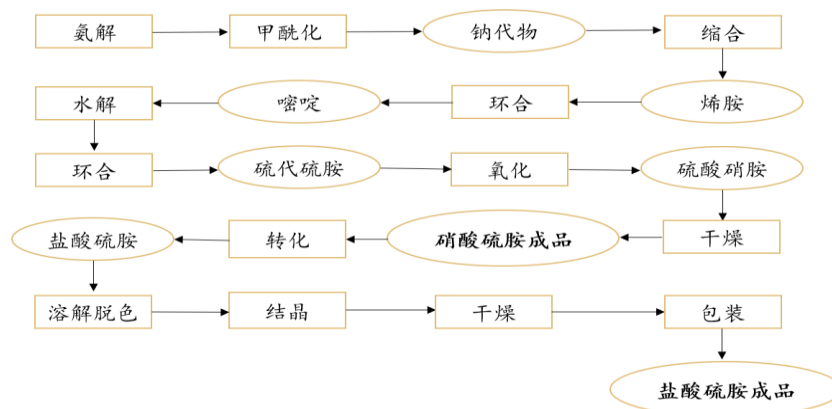 氨解
甲酰化
钠代物
缩合
烯胺
环合
嘧啶
水解
环合
硫代硫胺
氧化
硫酸硝胺
干燥
硝酸硫胺成品
转化
盐酸硫胺
溶解脱色
结晶
干燥
包装
盐酸硫胺成品